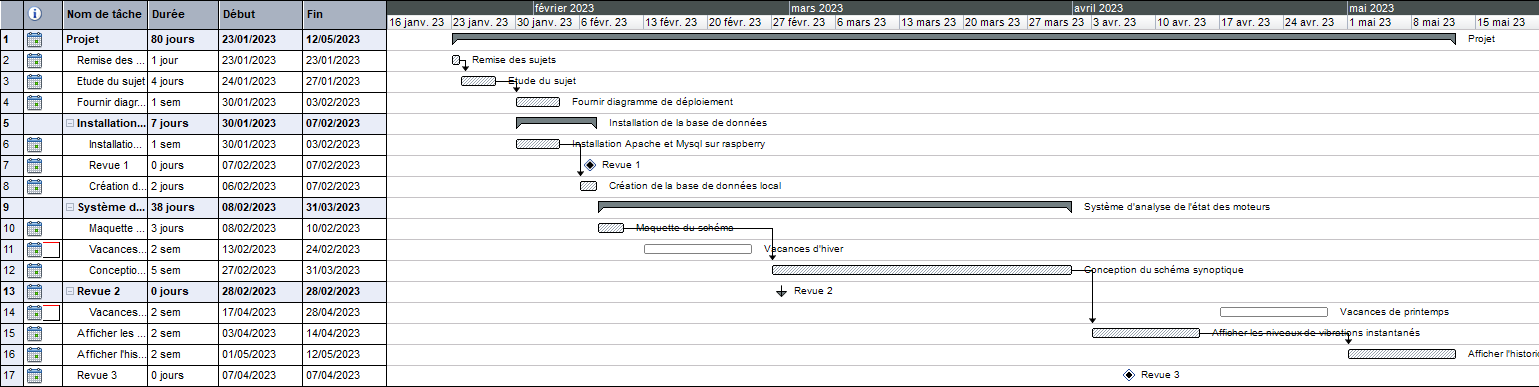 février 2023 mars 2023 avril 2023 mai 2023
Nom de tâche Durée Début Fin 16 janv. 23 23 janv. 23 30 janv. 23 6 févr. 23 13 févr. 23 20 févr. 23 27 févr. 23 6 mars 23 13 mars 23 20 mars 23 27 mars 23 3 avr. 23 10 avr. 23 17 avr. 23 24 avr. 23 1 mai 23 8 mai 23 15 mai 23
1 Projet 80 jours 23/01/2023 12/05/2023 Projet
2 Remise des ... 1 jour 23/01/2023 23/01/2023 Remise des sujets
3 Etude du sujet 4 jours 24/01/2023 27/01/2023 Etude du sujet
4 Fournir diagr... 1 sem 30/01/2023 03/02/2023 Fournir diagramme de déploiement
5 Installation... 7 jours 30/01/2023 07/02/2023 Installation de la base de données
6 Installatio... 1 sem 30/01/2023 03/02/2023 Installation Apache et Mysql sur raspberry
7 Revue 1 0 jours 07/02/2023 07/02/2023 Revue 1
8 Création d... 2 jours 06/02/2023 07/02/2023 Création de la base de données local
9 Système d... 38 jours 08/02/2023 31/03/2023 Système d'analyse de l'état des moteurs
10 Maquette ... 3 jours 08/02/2023 10/02/2023 Maquette du schéma
11 Vacances... 2 sem 13/02/2023 24/02/2023 Vacances d'hiver
12 Conceptio... 5 sem 27/02/2023 31/03/2023 Conception du schéma synoptique
13 Revue 2 0 jours 28/02/2023 28/02/2023 Revue 2
14 Vacances... 2 sem 17/04/2023 28/04/2023 Vacances de printemps
15 Afficher les ... 2 sem 03/04/2023 14/04/2023 Afficher les niveaux de vibrations instantanés
16 Afficher l'his... 2 sem 01/05/2023 12/05/2023 Afficher l'histori
17 Revue 3 0 jours 07/04/2023 07/04/2023 Revue 3